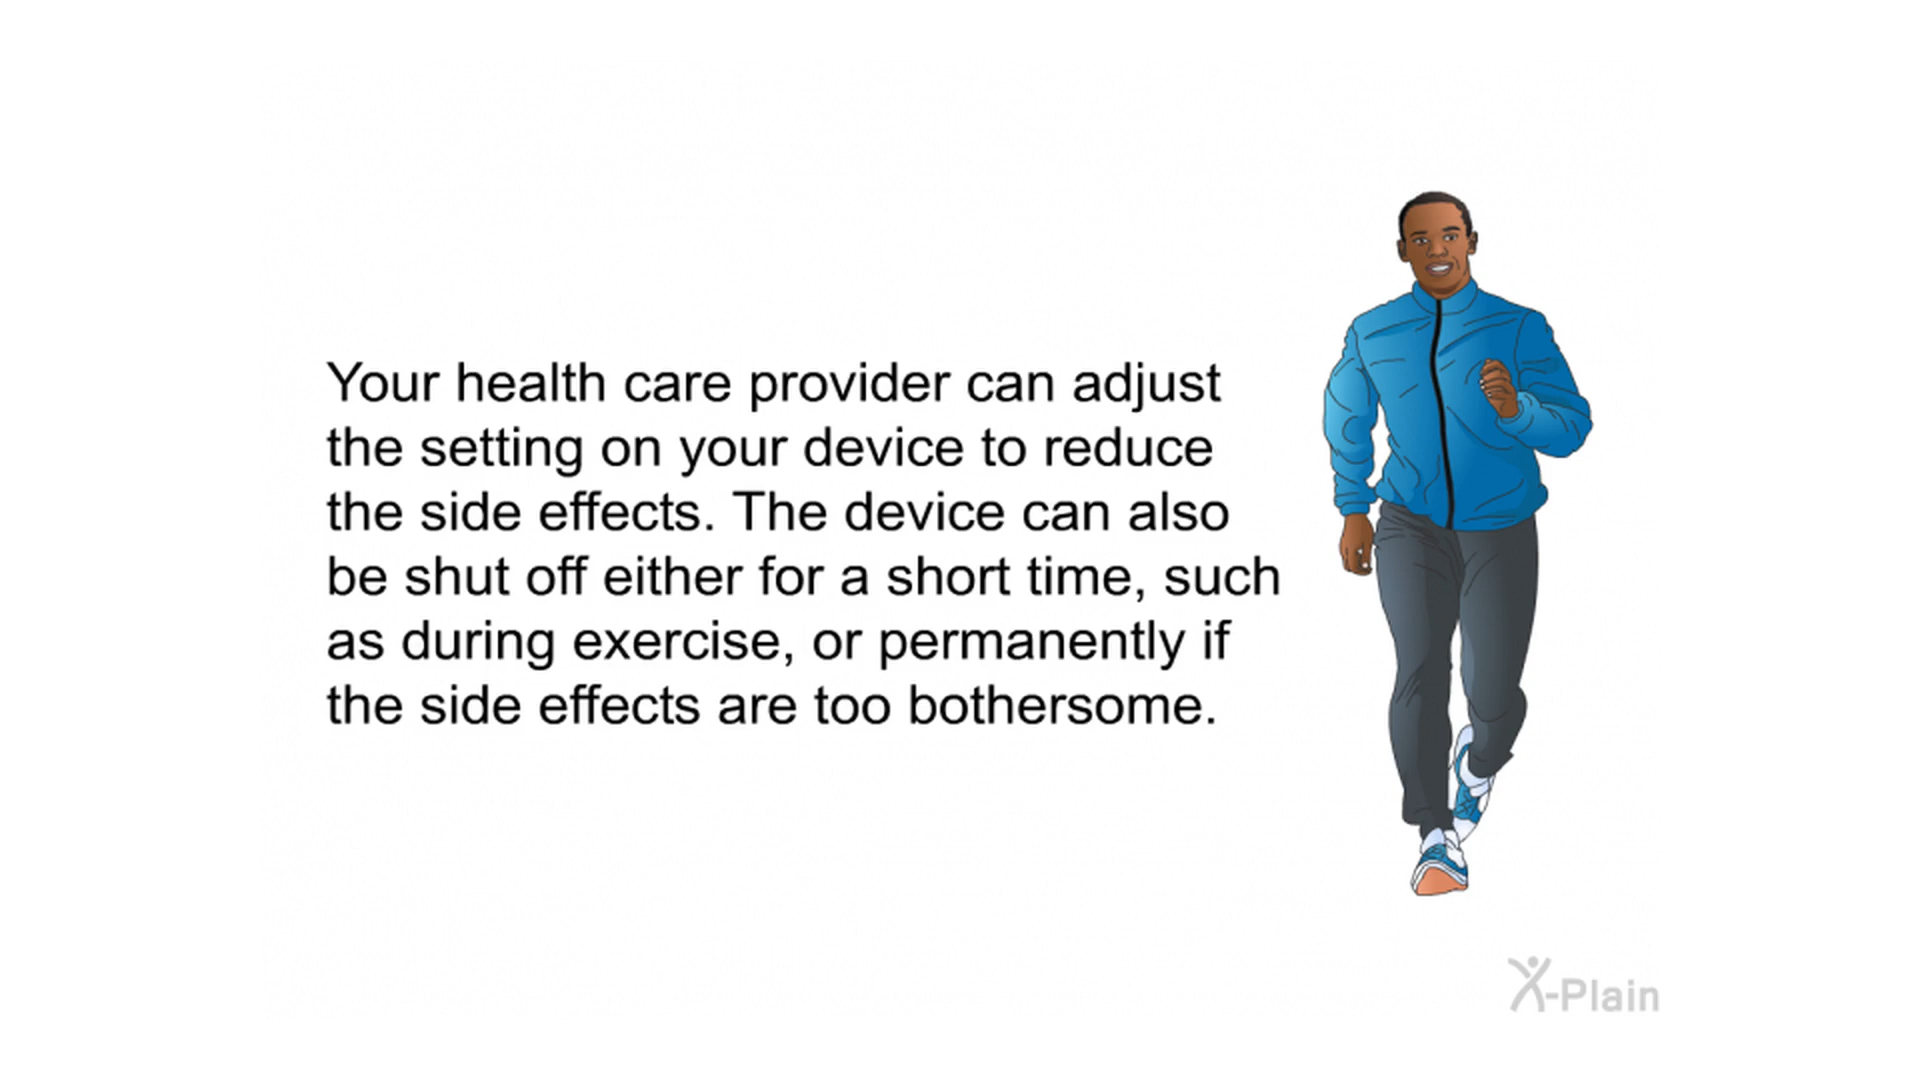 Your health care provider can adjust
the setting on your device to reduce
the side effects. The device can also
be shut off either for a short time, such
as during exercise, or permanently if
the side effects are too bothersome.
X-Plain